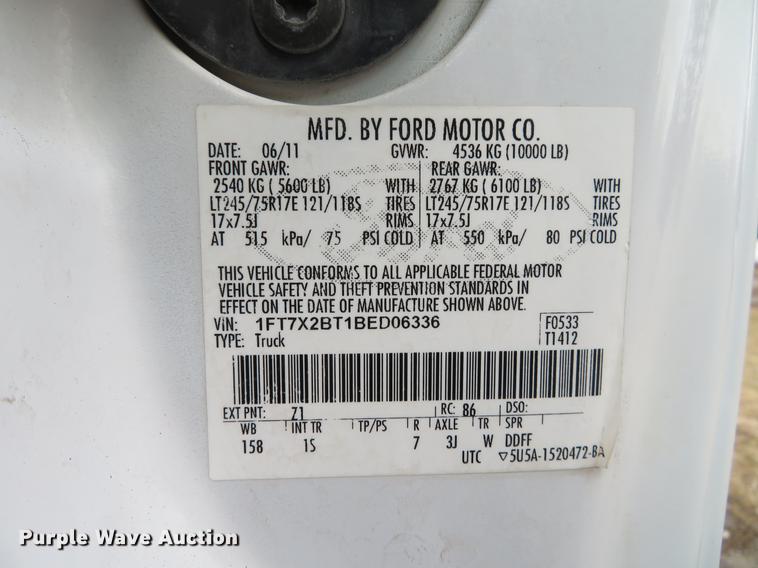 MFD. BY FORD MOTOR CO.
DATE: 06/11 GVWR: 4536 KG (10000 LB)
FRONT GAWR: REAR GAWR:
2540 KG ( 5600 LB) WITH 2767 KG ( 6100 LB) WITH
LT245/75R17E 121/118S TIRES LT245/75R17E 121/118S TIRES
17x7.5J RIMS 17x7.5J RIMS
AT 515 kPa/ 75 PSI COLD AT 550 kPa/ 80 PSI COLD
THIS VEHICLE CONFORMS TO ALL APPLICABLE FEDERAL MOTOR
VEHICLE SAFETY AND THEFT PREVENTION STANDARDS IN
EFFECT ON THE DATE OF MANUFACTURE SHOWN ABOVE.
VIN: 1FT7X2BT1BED06336 F0533
TYPE: Truck T1412
EXT PNT: Z1 RC: 86 DSO:
WB INT TR TP/PS R AXLE TR SPR
158 1S 7 3J W DDFF
UTC ▽5U5A-1520472-BA
Purple Wave Auction